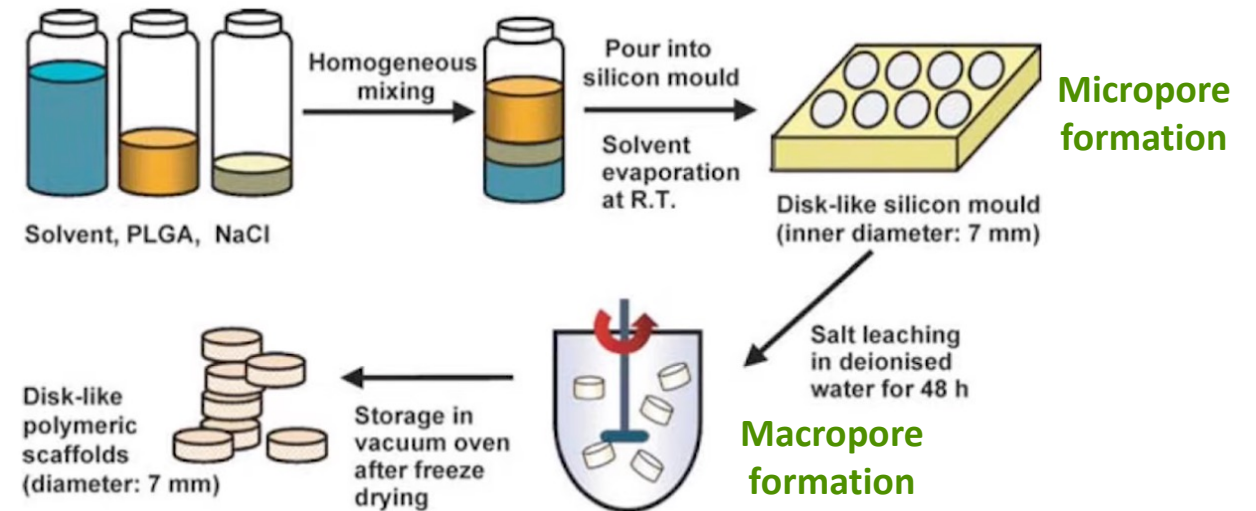 Homogeneous
mixing
Pour into
silicon mould
Solvent
evaporation
at R.T.
Micropore
formation
Solvent, PLGA, NaCl
Disk-like silicon mould
(inner diameter: 7 mm)
Salt leaching
in deionised
water for 48 h
Macropore
formation
Storage in
vacuum oven
after freeze
drying
Disk-like
polymeric
scaffolds
(diameter: 7 mm)